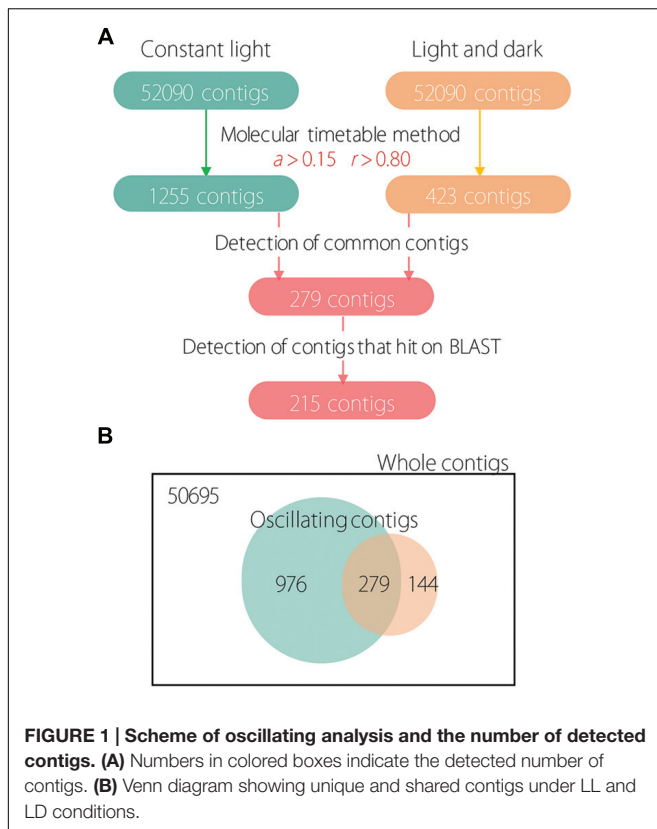 A
Constant light
Light and dark
52090 contigs
52090 contigs
Molecular timetable method
a > 0.15 r > 0.80
1255 contigs
423 contigs
Detection of common contigs
279 contigs
Detection of contigs that hit on BLAST
215 contigs
B
Whole contigs
50695
Oscillating contigs
976
279
144
FIGURE 1 | Scheme of oscillating analysis and the number of detected
contigs. (A) Numbers in colored boxes indicate the detected number of
contigs. (B) Venn diagram showing unique and shared contigs under LL and
LD conditions.